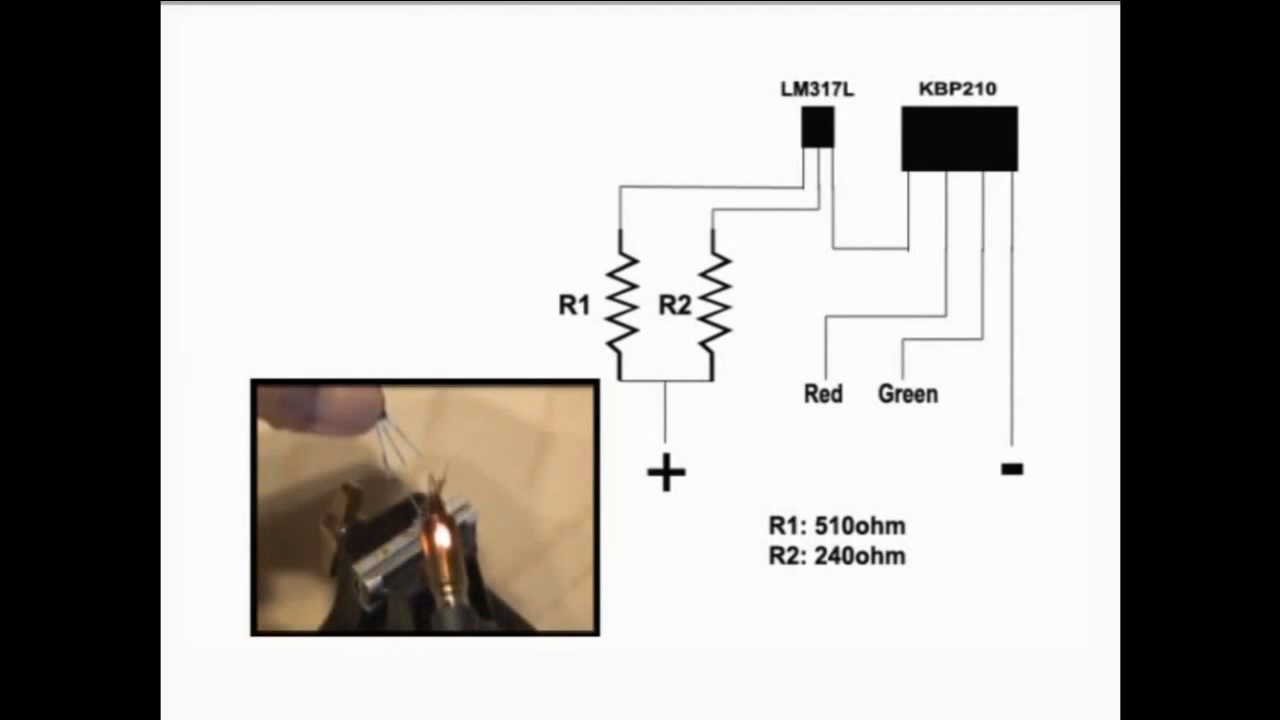 LM317L
KBP210
R1
R2
Red
Green
+
-
R1: 510ohm
R2: 240ohm